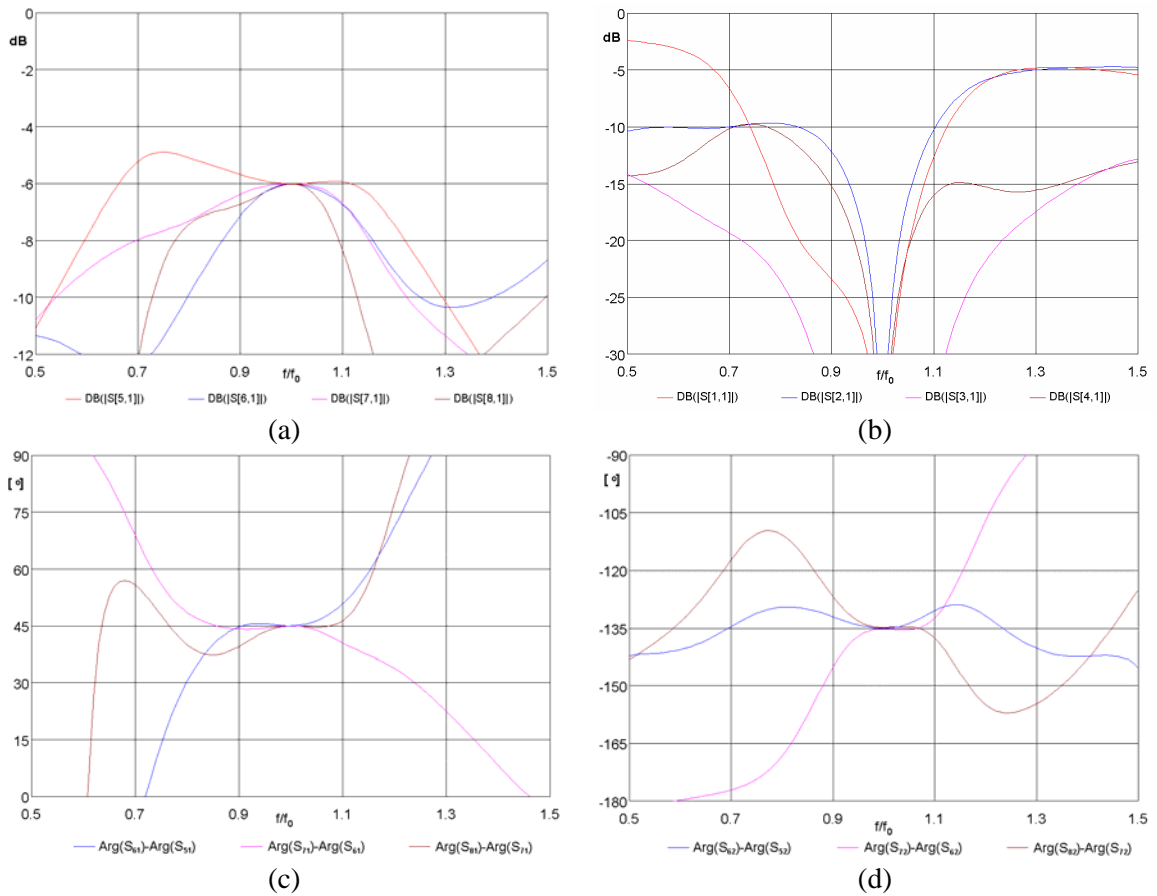 0
dB
-2
-4
-6
-8
-10
-12
0.5 0.7 0.9 1.1 1.3 1.5
f/f0
DB(|S[5,1]|) DB(|S[6,1]|) DB(|S[7,1]|) DB(|S[8,1]|)
(a)
0
dB
-5
-10
-15
-20
-25
-30
0.5 0.7 0.9 1.1 1.3 1.5
f/f0
DB(|S[1,1]|) DB(|S[2,1]|) DB(|S[3,1]|) DB(|S[4,1]|)
(b)
90
[º]
75
60
45
30
15
0
0.5 0.7 0.9 1.1 1.3 1.5
f/f0
Arg(S61)-Arg(S51) Arg(S71)-Arg(S61) Arg(S81)-Arg(S71)
(c)
-90
[º]
-105
-120
-135
-150
-165
-180
0.5 0.7 0.9 1.1 1.3 1.5
f/f0
Arg(S62)-Arg(S52) Arg(S72)-Arg(S62) Arg(S82)-Arg(S72)
(d)